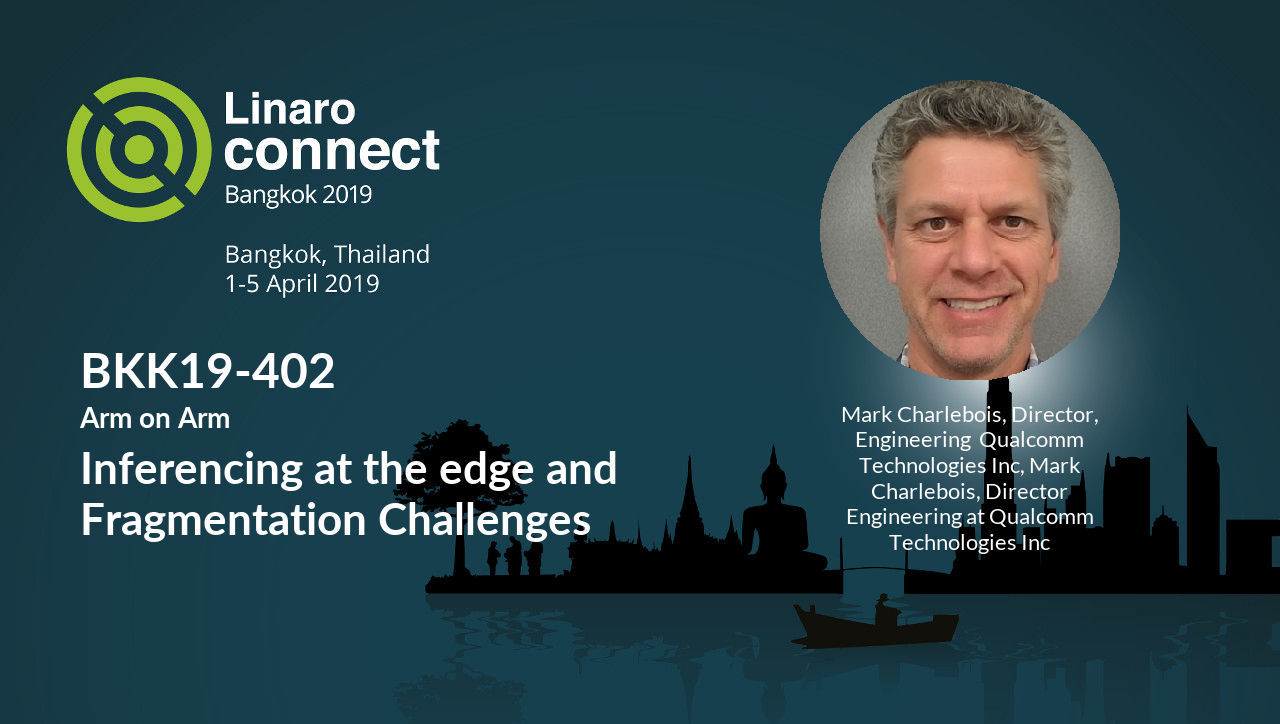 Linaro
connect
Bangkok 2019
Bangkok, Thailand
1-5 April 2019
BKK19-402
Arm on Arm
Inferencing at the edge and
Fragmentation Challenges
Mark Charlebois, Director,
Engineering Qualcomm
Technologies Inc, Mark
Charlebois, Director
Engineering at Qualcomm
Technologies Inc